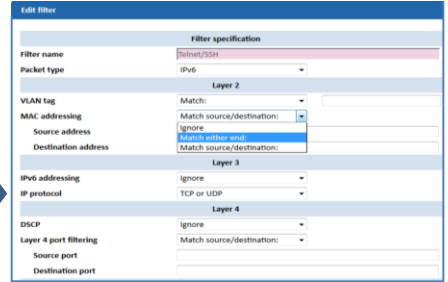 Edit filter
Filter specification
Filter name Telnet/SSH
Packet type IPv6
Layer 2
VLAN tag Match:
MAC addressing Match source/destination:
Ignore
Source address Match either end:
Destination address Match source/destination:
Layer 3
IPv6 addressing Ignore
IP protocol TCP or UDP
Layer 4
DSCP Ignore
Layer 4 port filtering Match source/destination:
Source port
Destination port